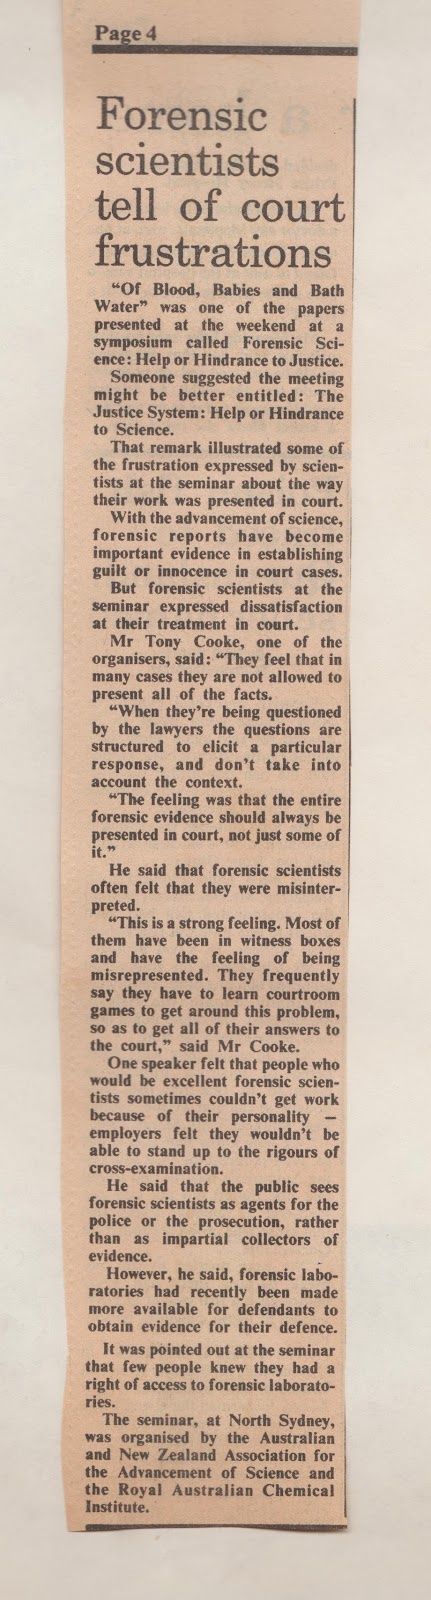 Page 4
Forensic
scientists
tell of court
frustrations
“Of Blood, Babies and Bath
Water” was one of the papers
presented at the weekend at a
symposium called Forensic Sci-
ence: Help or Hindrance to Justice.
Someone suggested the meeting
might be better entitled: The
Justice System: Help or Hindrance
to Science.
That remark illustrated some of
the frustration expressed by scien-
tists at the seminar about the way
their work was presented in court.
With the advancement of science,
forensic reports have become
important evidence in establishing
guilt or innocence in court cases.
But forensic scientists at the
seminar expressed dissatisfaction
at their treatment in court.
Mr Tony Cooke, one of the
organisers, said: “They feel that in
many cases they are not allowed to
present all of the facts.
“When they’re being questioned
by the lawyers the questions are
structured to elicit a particular
response, and don’t take into
account the context.
“The feeling was that the entire
forensic evidence should always be
presented in court, not just some of
it.”
He said that forensic scientists
often felt that they were misinter-
preted.
“This is a strong feeling. Most of
them have been in witness boxes
and have the feeling of being
misrepresented. They frequently
say they have to learn courtroom
games to get around this problem,
so as to get all of their answers to
the court,” said Mr Cooke.
One speaker felt that people who
would be excellent forensic scien-
tists sometimes couldn’t get work
because of their personality —
employers felt they wouldn’t be
able to stand up to the rigours of
cross-examination.
He said that the public sees
forensic scientists as agents for the
police or the prosecution, rather
than as impartial collectors of
evidence.
However, he said, forensic labo-
ratories had recently been made
more available for defendants to
obtain evidence for their defence.
It was pointed out at the seminar
that few people knew they had a
right of access to forensic laborato-
ries.
The seminar, at North Sydney,
was organised by the Australian
and New Zealand Association for
the Advancement of Science and
the Royal Australian Chemical
Institute.